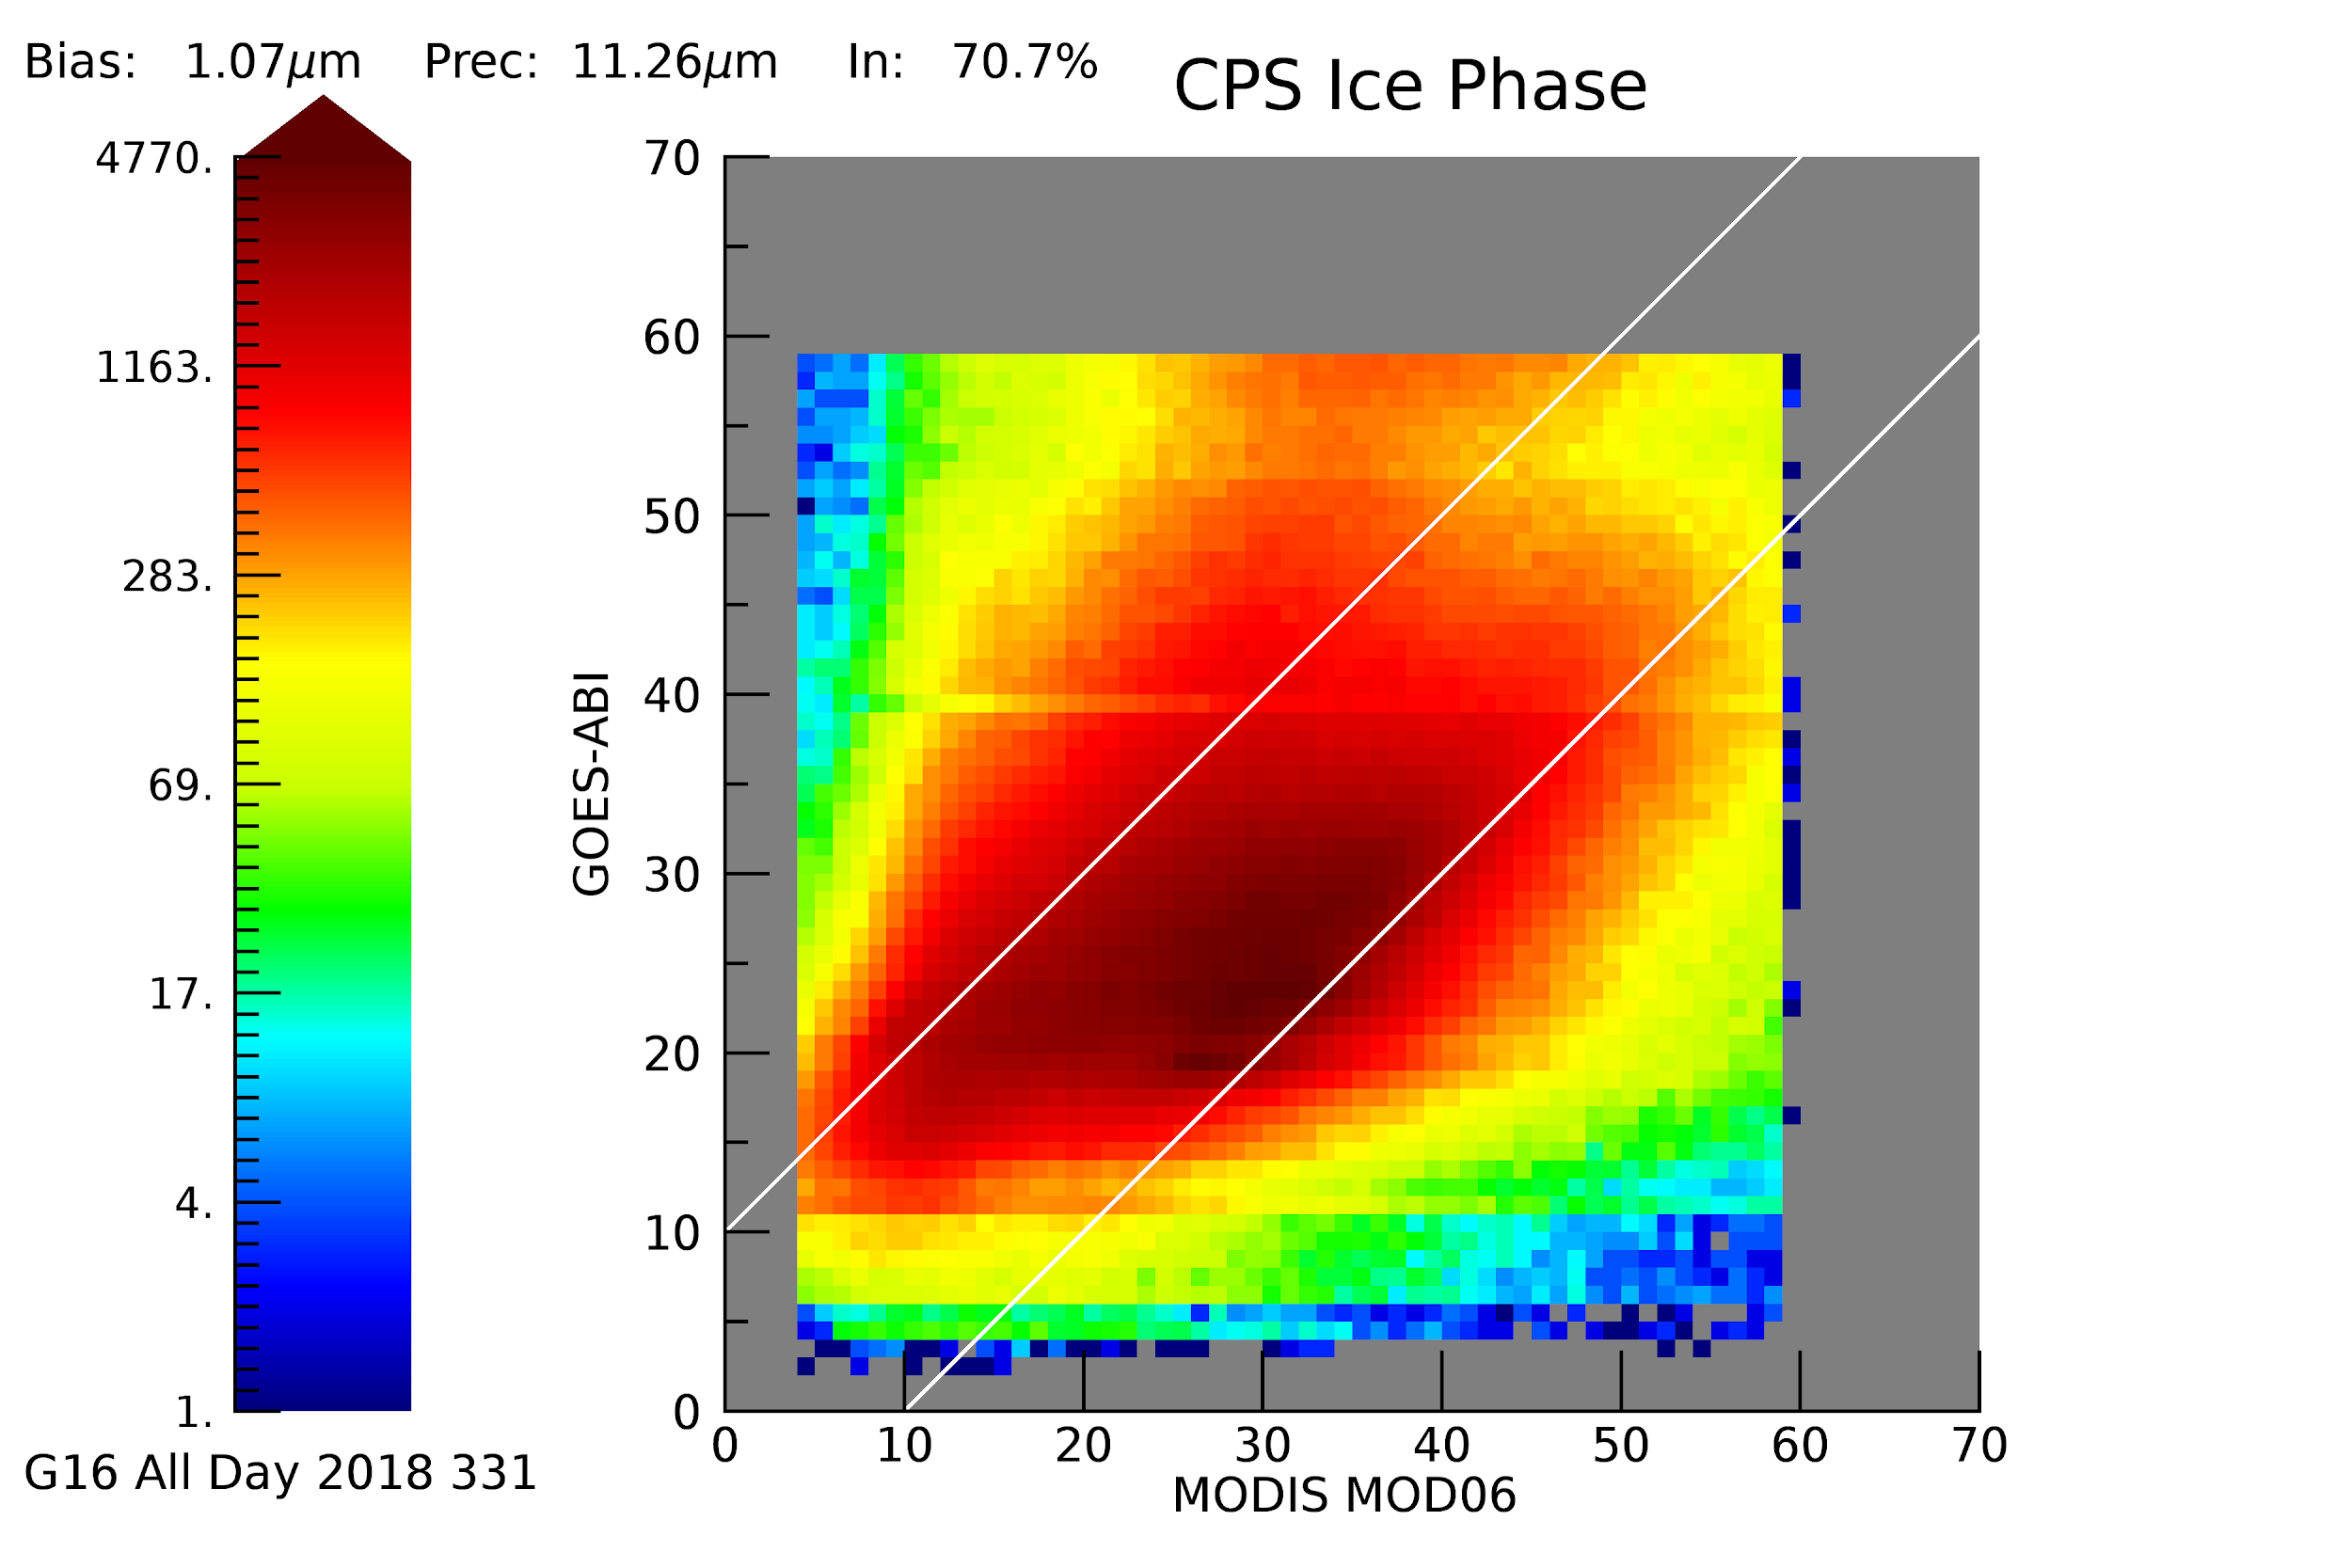 Bias: 1.07μm Prec: 11.26μm In: 70.7%
CPS Ice Phase
4770.
1163.
283.
69.
17.
4.
1.
70
60
50
40
30
20
10
0
GOES-ABI
0 10 20 30 40 50 60 70
MODIS MOD06
G16 All Day 2018 331